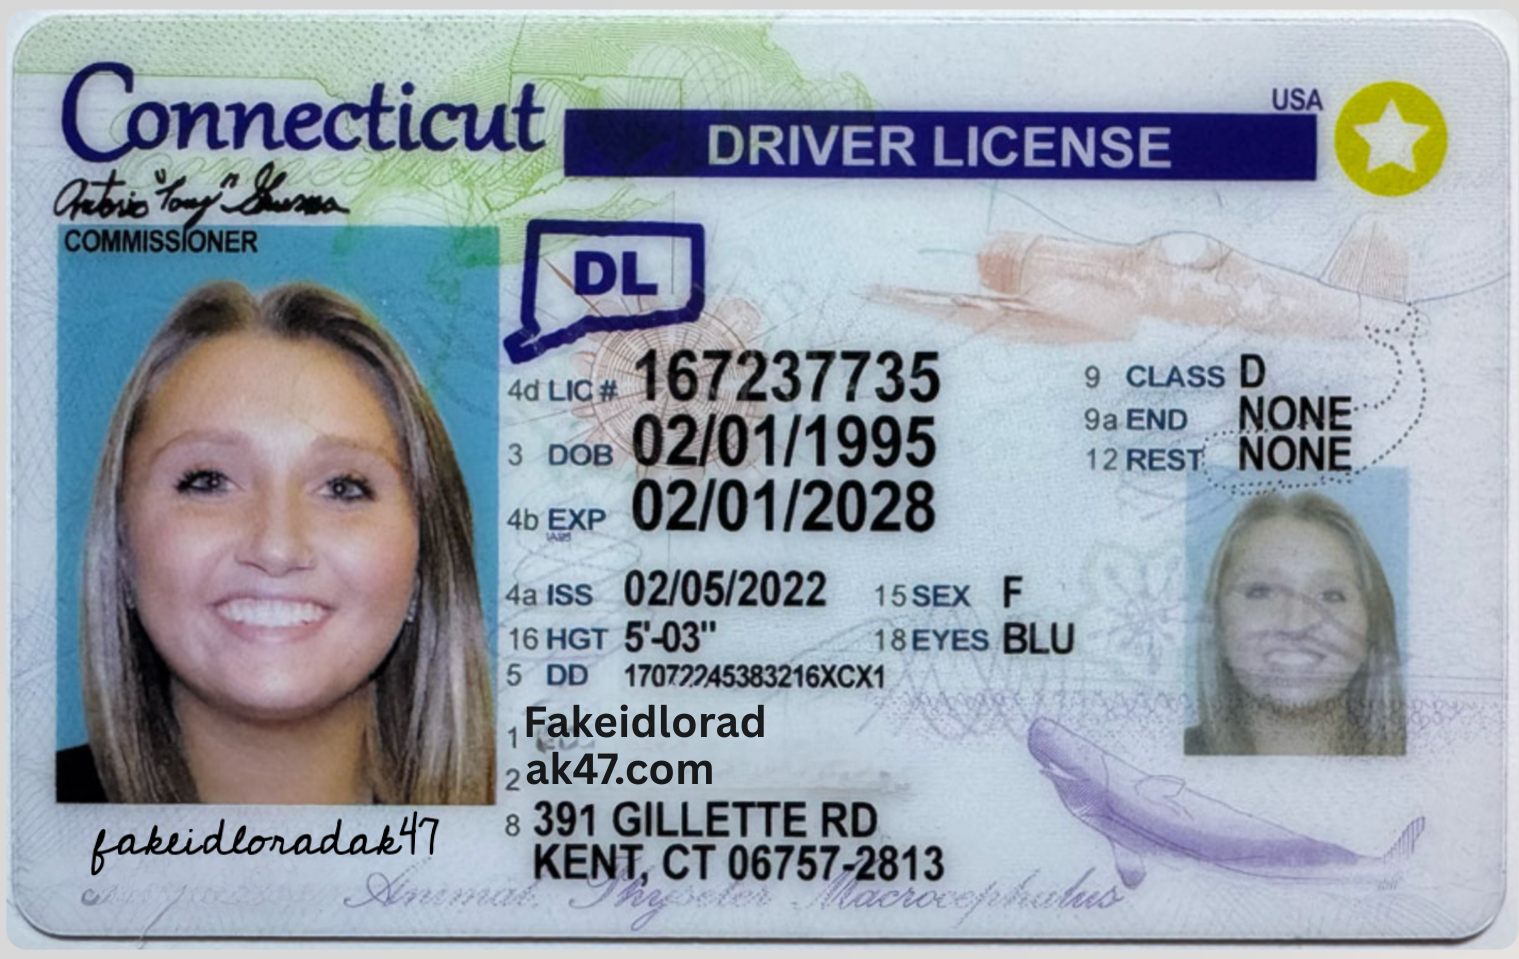 Connecticut
USA
DRIVER LICENSE
COMMISSIONER
DL
4d LIC # 167237735
3 DOB 02/01/1995
4b EXP 02/01/2028
9 CLASS D
9a END NONE
12 REST NONE
4a ISS 02/05/2022
15 SEX F
16 HGT 5'-03"
18 EYES BLU
5 DD 17072245383216XCX1
1 Fakeidlorad
2 ak47.com
8 391 GILLETTE RD
KENT, CT 06757-2813
fakeidloradak47
Animal. Physeter Macrocephalus